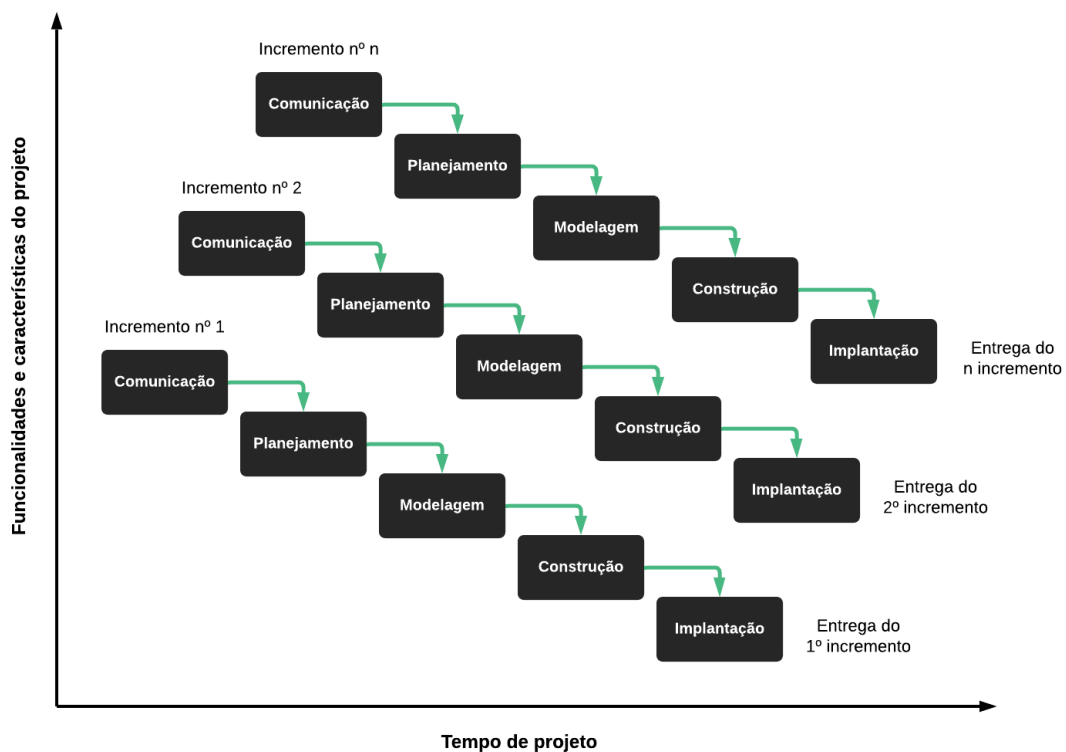 Incremento nº n
Comunicação
Planejamento
Modelagem
Construção
Implantação
Entrega do
n incremento
Incremento nº 2
Comunicação
Planejamento
Modelagem
Construção
Implantação
Entrega do
2º incremento
Incremento nº 1
Comunicação
Planejamento
Modelagem
Construção
Implantação
Entrega do
1º incremento
Funcionalidades e características do projeto
Tempo de projeto